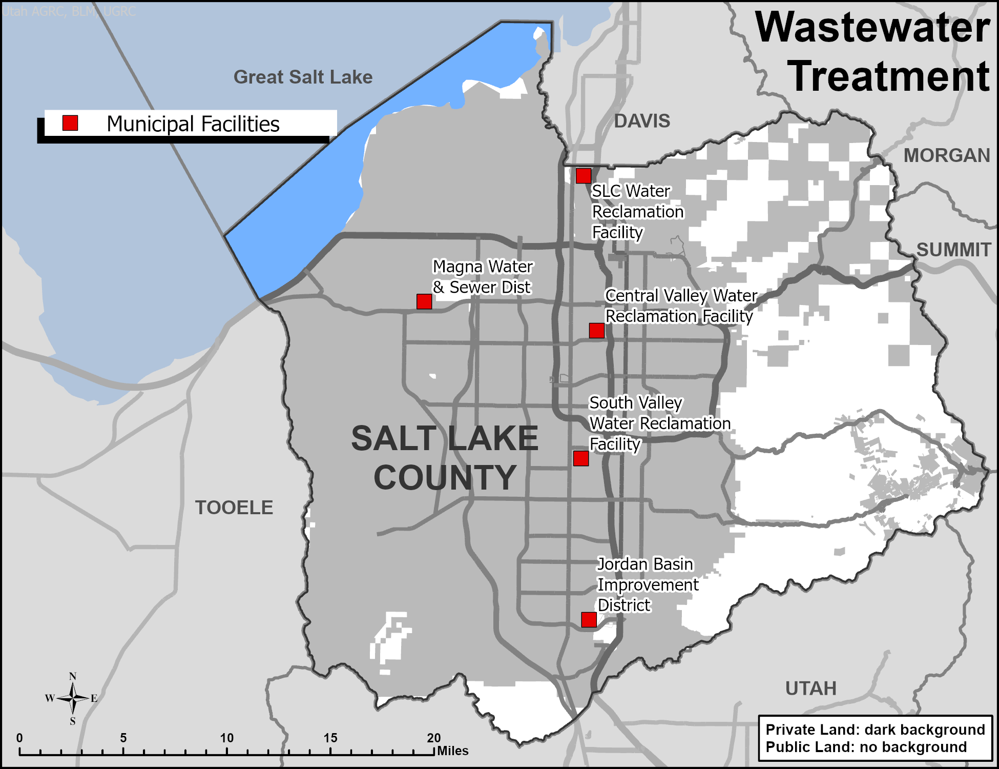 Utah AGRC, BLM, UGRC
Wastewater
Treatment
Great Salt Lake
Municipal Facilities
DAVIS
MORGAN
SUMMIT
SLC Water
Reclamation
Facility
Magna Water
& Sewer Dist
Central Valley Water
Reclamation Facility
South Valley
Water Reclamation
Facility
SALT LAKE
COUNTY
TOOELE
Jordan Basin
Improvement
District
UTAH
N
W E
S
0 5 10 15 20
Miles
Private Land: dark background
Public Land: no background